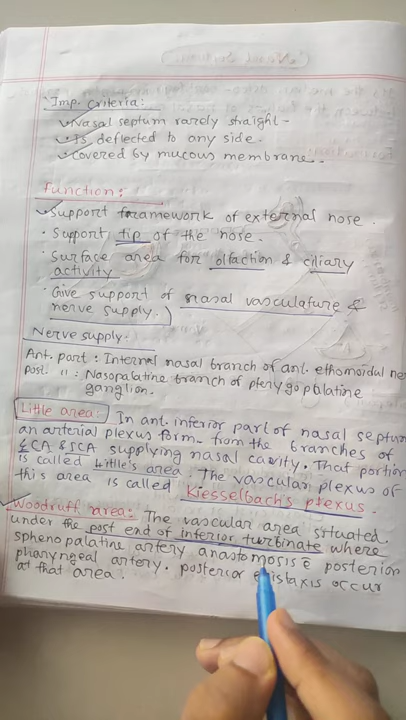 Imp. criteria:
Nasal septum rarely straight-
Is deflected to any side.
Covered by mucous membrane.
Function:
Support framework of external nose.
Support tip of the nose.
Surface area for olfaction & ciliary
activity
Give support of nasal vasculature &
nerve supply.)
Nerve supply:
Ant. part: Internal nasal branch of ant. ethomoidal ner
post. 11: Nasopalatine branch of pterygopalatine
ganglion.
Little area: In ant. inferior part of nasal septum
an arterial plexus form- from the branches of
ECA & ICA supplying nasal cavity. That portion
is called Little's area. The vascular plexus of
this area is called Kiesselbach's plexus.
Woodruff area: The vascular area situated.
under the post end of inferior turbinate where
sphenopalatine artery anastomosis c posterior
pharyngeal artery. posterior epistaxis occur
at that area.